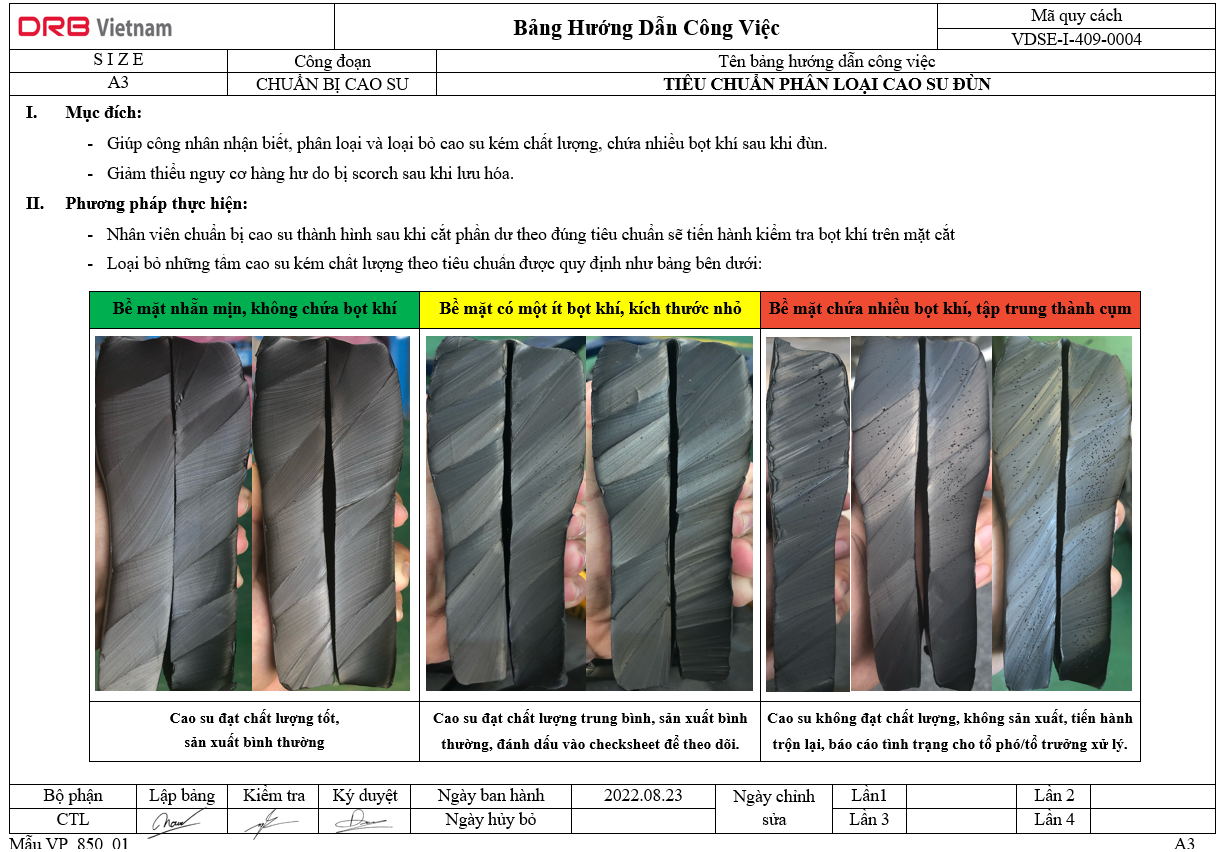 DRB Vietnam
Bảng Hướng Dẫn Công Việc
Mã quy cách
VDSE-I-409-0004
S I Z E
Công đoạn
Tên bảng hướng dẫn công việc
A3
CHUẨN BỊ CAO SU
TIÊU CHUẨN PHÂN LOẠI CAO SU ĐÙN
I. Mục đích:
- Giúp công nhân nhận biết, phân loại và loại bỏ cao su kém chất lượng, chứa nhiều bọt khí sau khi đùn.
- Giảm thiểu nguy cơ hàng hư do bị scorch sau khi lưu hóa.
II. Phương pháp thực hiện:
- Nhân viên chuẩn bị cao su thành hình sau khi cắt phần dư theo đúng tiêu chuẩn sẽ tiến hành kiểm tra bọt khí trên mặt cắt
- Loại bỏ những tấm cao su kém chất lượng theo tiêu chuẩn được quy định như bảng bên dưới:
Bề mặt nhẵn mịn, không chứa bọt khí
Bề mặt có một ít bọt khí, kích thước nhỏ
Bề mặt chứa nhiều bọt khí, tập trung thành cụm
Cao su đạt chất lượng tốt,
sản xuất bình thường
Cao su đạt chất lượng trung bình, sản xuất bình
thường, đánh dấu vào checksheet để theo dõi.
Cao su không đạt chất lượng, không sản xuất, tiến hành
trộn lại, báo cáo tình trạng cho tổ phó/tổ trưởng xử lý.
Bộ phận
Lập bảng
Kiểm tra
Ký duyệt
Ngày ban hành
2022.08.23
Ngày chỉnh
sửa
Lần1
Lần 2
CTL
Ngày hủy bỏ
Lần 3
Lần 4
Mẫu VP_850_01
A3